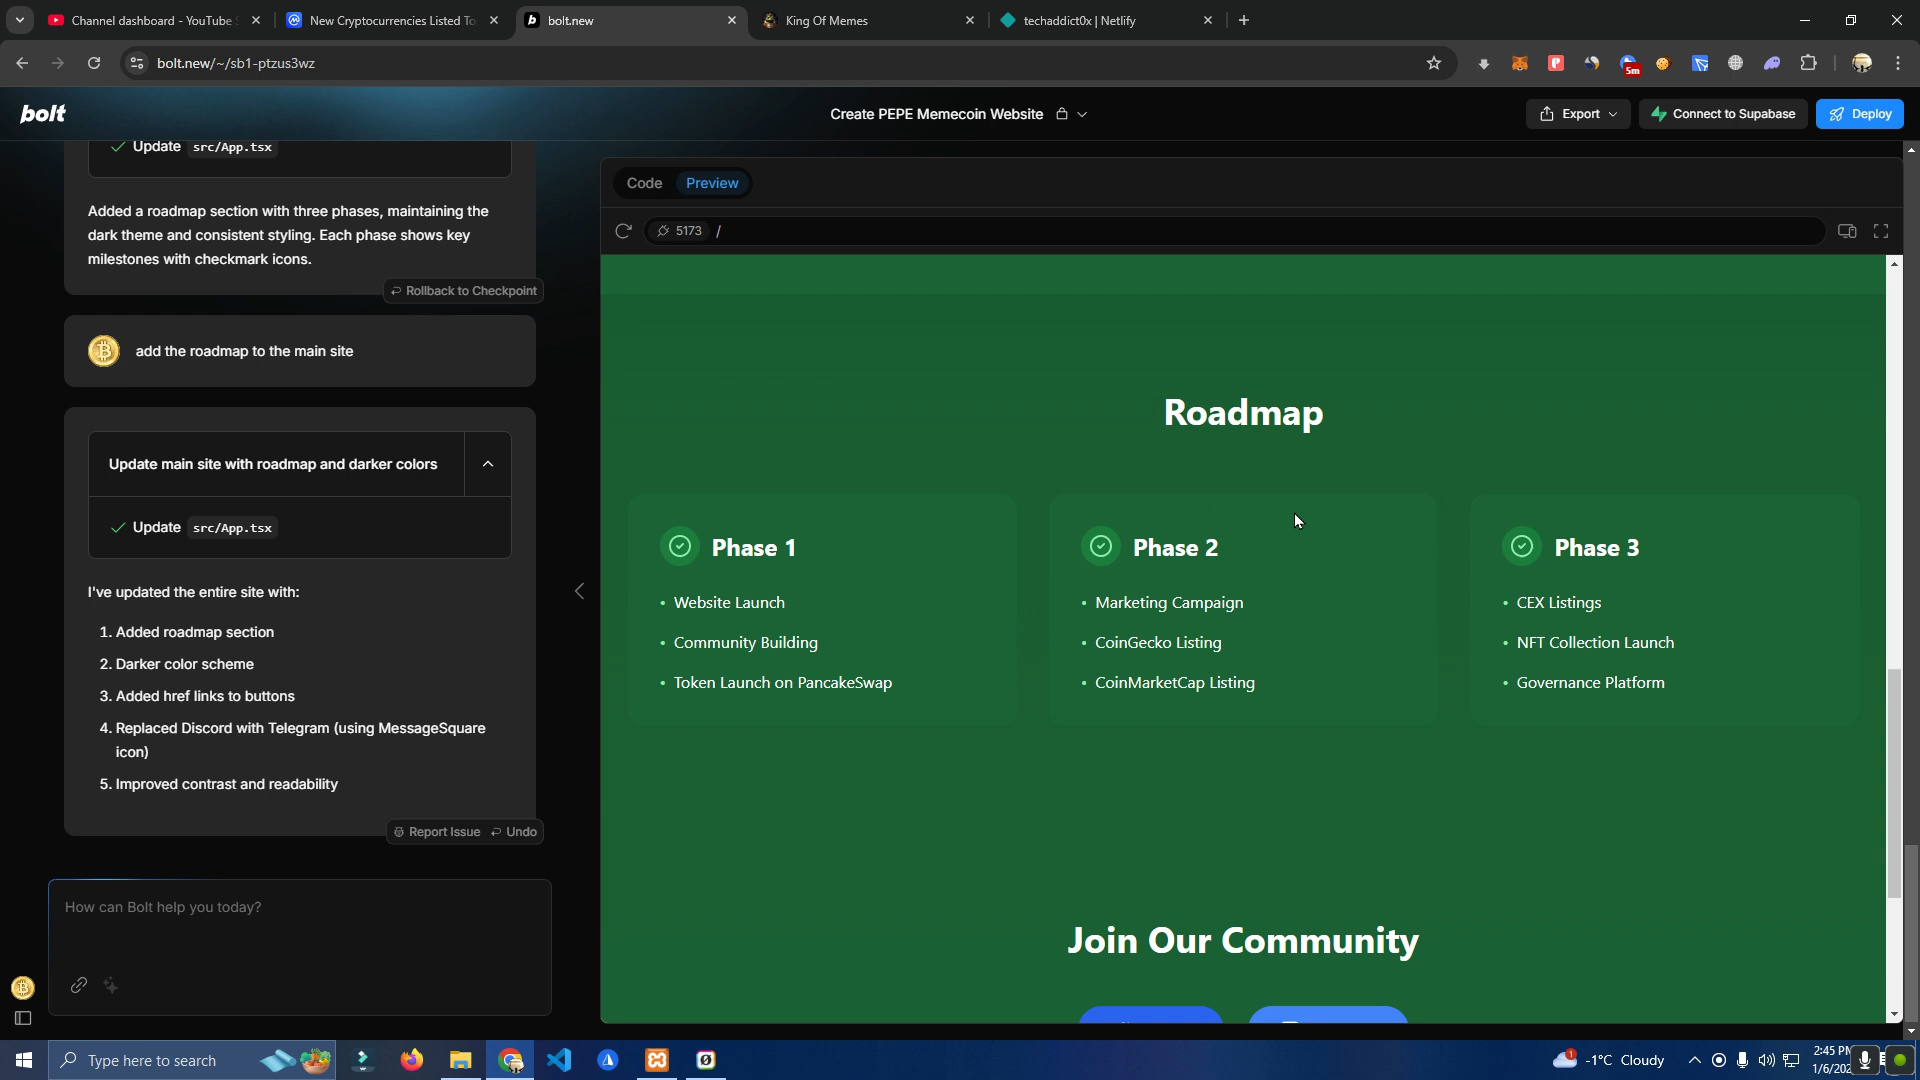 Channel dashboard - YouTube
New Cryptocurrencies Listed To
bolt.new
King Of Memes
techaddict0x | Netlify
bolt.new/~/sb1-ptzus3wz
5m
bolt
Create PEPE Memecoin Website
Export
Connect to Supabase
Deploy
Update src/App.tsx
Added a roadmap section with three phases, maintaining the
dark theme and consistent styling. Each phase shows key
milestones with checkmark icons.
Rollback to Checkpoint
add the roadmap to the main site
Update main site with roadmap and darker colors
Update src/App.tsx
I've updated the entire site with:
1. Added roadmap section
2. Darker color scheme
3. Added href links to buttons
4. Replaced Discord with Telegram (using MessageSquare
icon)
5. Improved contrast and readability
Report Issue Undo
How can Bolt help you today?
Code Preview
5173 /
Roadmap
Phase 1
• Website Launch
• Community Building
• Token Launch on PancakeSwap
Phase 2
• Marketing Campaign
• CoinGecko Listing
• CoinMarketCap Listing
Phase 3
• CEX Listings
• NFT Collection Launch
• Governance Platform
Join Our Community
Type here to search
1
-1°C Cloudy
2:45 PM
1/6/202